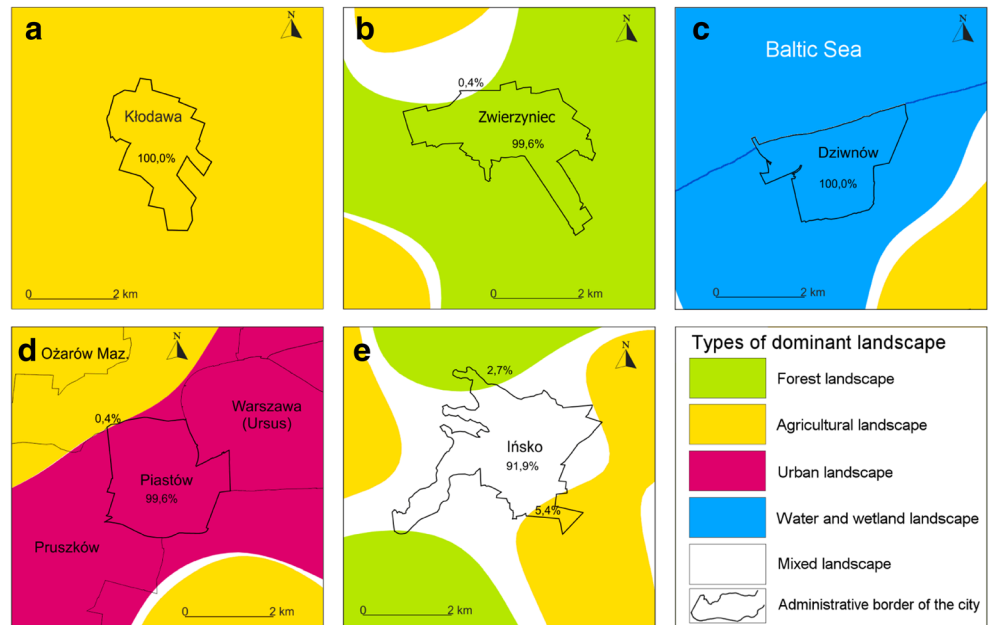 a
N
Kłodawa
100,0%
0 2 km
b
N
0,4%
Zwierzyniec
99,6%
0 2 km
c
N
Baltic Sea
Dziwnów
100,0%
0 2 km
d
N
Ożarów Maz.
0,4%
Warszawa
(Ursus)
Piastów
99,6%
Pruszków
0 2 km
e
N
2,7%
Ińsko
91,9%
5,4%
0 2 km
Types of dominant landscape
Forest landscape
Agricultural landscape
Urban landscape
Water and wetland landscape
Mixed landscape
Administrative border of the city